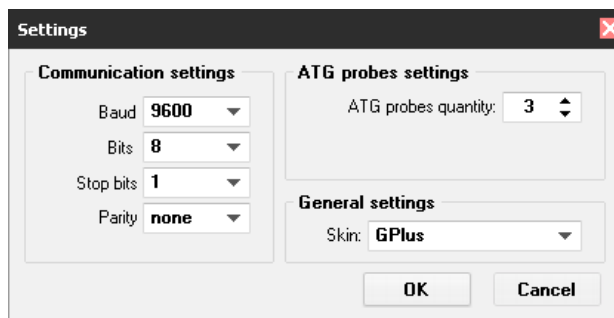 Settings
Communication settings
Baud 9600
Bits 8
Stop bits 1
Parity none
ATG probes settings
ATG probes quantity: 3
General settings
Skin: GPlus
OK Cancel